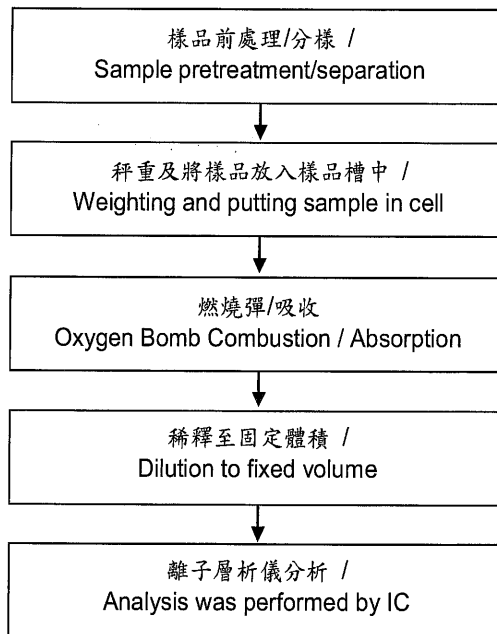 樣品前處理/分樣 /
Sample pretreatment/separation
秤重及將樣品放入樣品槽中 /
Weighting and putting sample in cell
燃燒彈/吸收
Oxygen Bomb Combustion / Absorption
稀釋至固定體積 /
Dilution to fixed volume
離子層析儀分析 /
Analysis was performed by IC